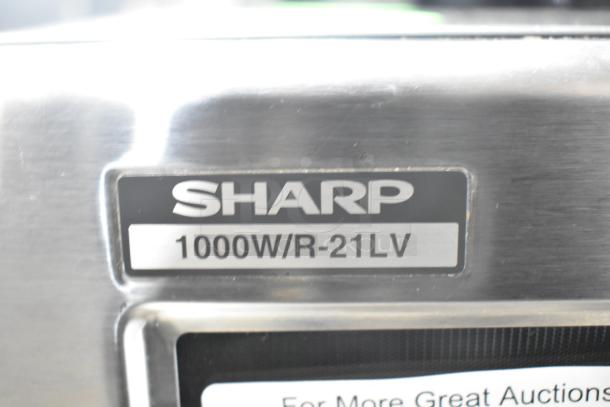 SHARP
1000W/R-21LV
For More Great Auctions